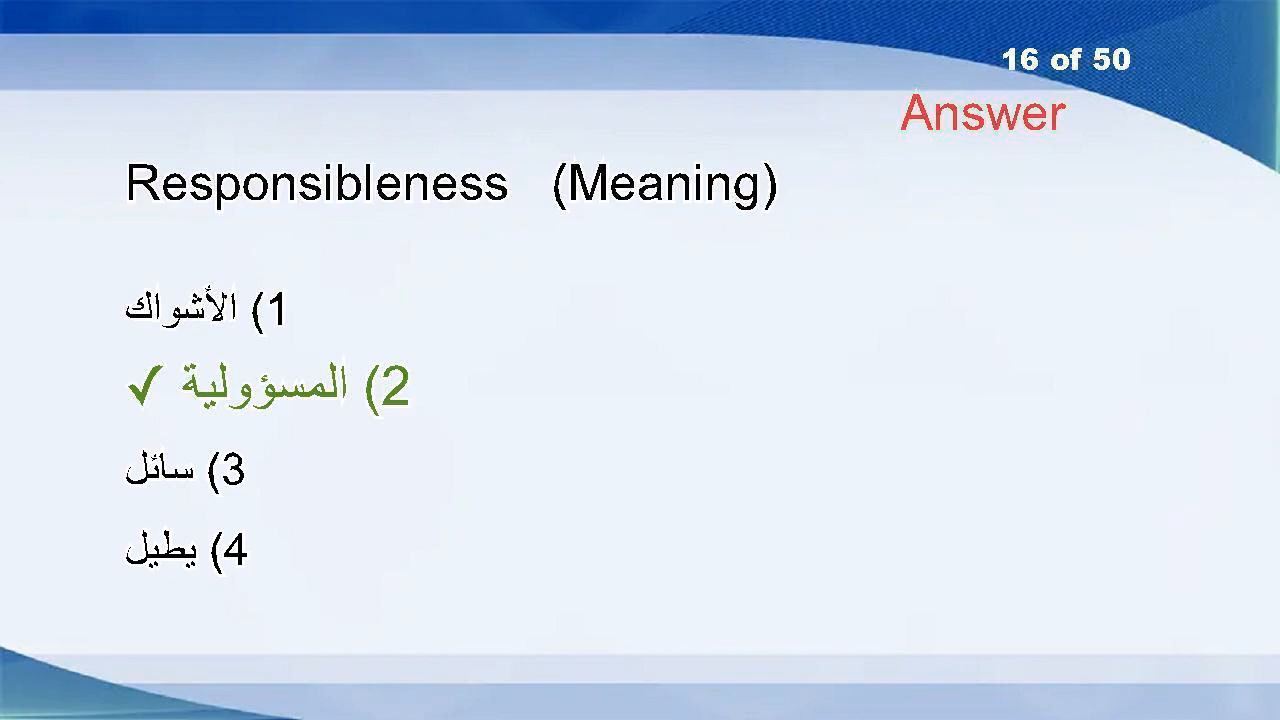 16 of 50
Answer
Responsibleness (Meaning)
1) الأشواك
2) المسؤولية ✓
3) سائل
4) يطيل